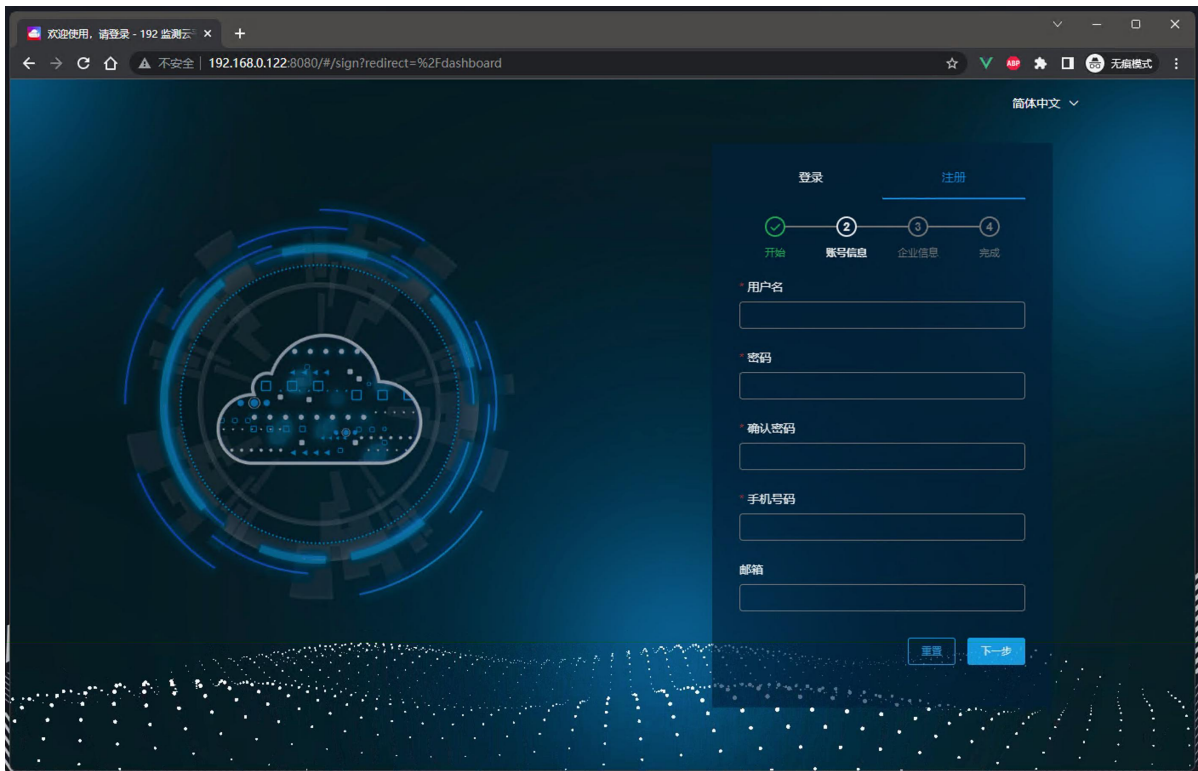 欢迎使用，请登录 - 192 监测云
不安全 | 192.168.0.122:8080/#/sign?redirect=%2Fdashboard
ABP
无痕模式
简体中文
登录 注册
2 3 4
开始 账号信息 企业信息 完成
* 用户名
* 密码
* 确认密码
* 手机号码
邮箱
重置 下一步